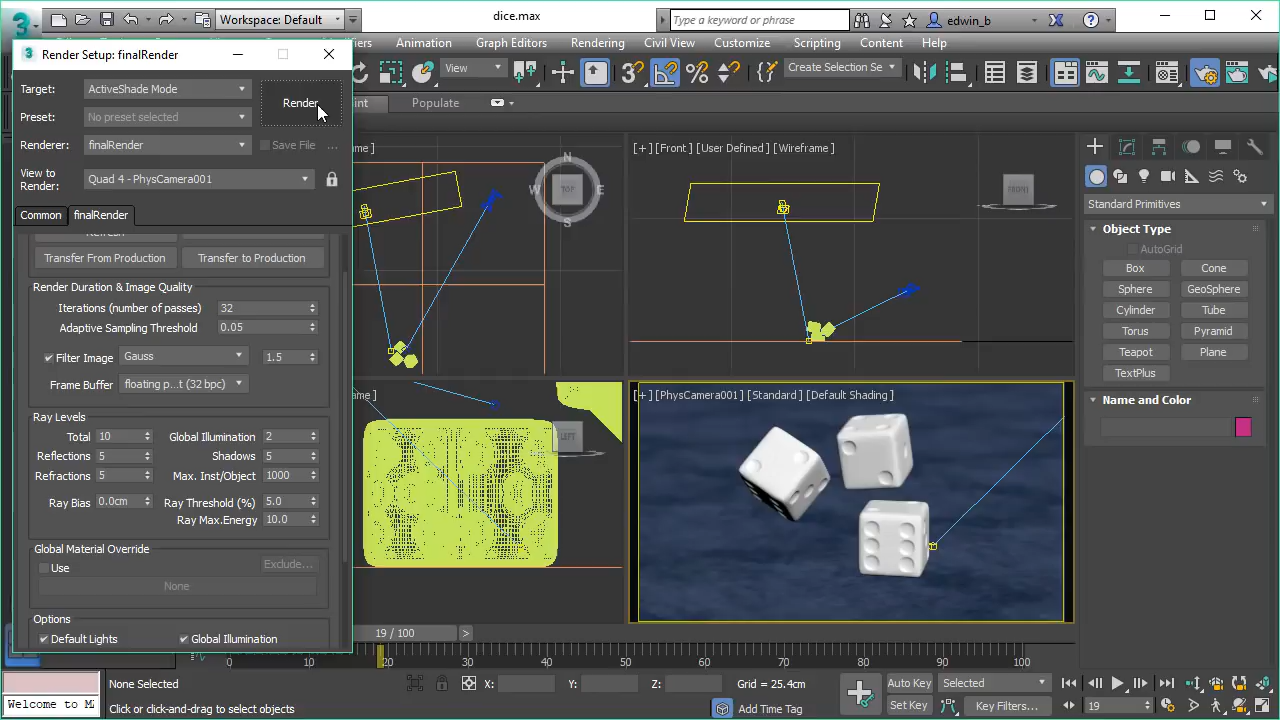 3
Workspace: Default
dice.max
Type a keyword or phrase
edwin_b
Render Setup: finalRender
Animation
Graph Editors
Rendering
Civil View
Customize
Scripting
Content
Help
View
Create Selection Se
Target:
ActiveShade Mode
Render
Preset:
No preset selected
Populate
Renderer:
finalRender
Save File
...
View to
Render:
Quad 4 - PhysCamera001
Common
finalRender
Transfer From Production
Transfer to Production
Render Duration & Image Quality
Iterations (number of passes)
32
Adaptive Sampling Threshold
0.05
Filter Image
Gauss
1.5
Frame Buffer
floating p...t (32 bpc)
Ray Levels
Total
10
Global Illumination
2
Reflections
5
Shadows
5
Refractions
5
Max. Inst/Object
1000
Ray Bias
0.0cm
Ray Threshold (%)
5.0
Ray Max.Energy
10.0
Global Material Override
Use
Exclude...
None
Options
Default Lights
Global Illumination
N
W
TOP
E
S
[+] [Front] [User Defined] [Wireframe]
FRONT
LEFT
[+] [PhysCamera001] [Standard] [Default Shading]
Standard Primitives
Object Type
AutoGrid
Box
Cone
Sphere
GeoSphere
Cylinder
Tube
Torus
Pyramid
Teapot
Plane
TextPlus
Name and Color
19 / 100
>
0
10
20
30
40
50
60
70
80
90
100
None Selected
X:
Y:
Z:
Grid = 25.4cm
Auto Key
Selected
Welcome to M
Click or click-and-drag to select objects
Add Time Tag
Set Key
Key Filters...
19